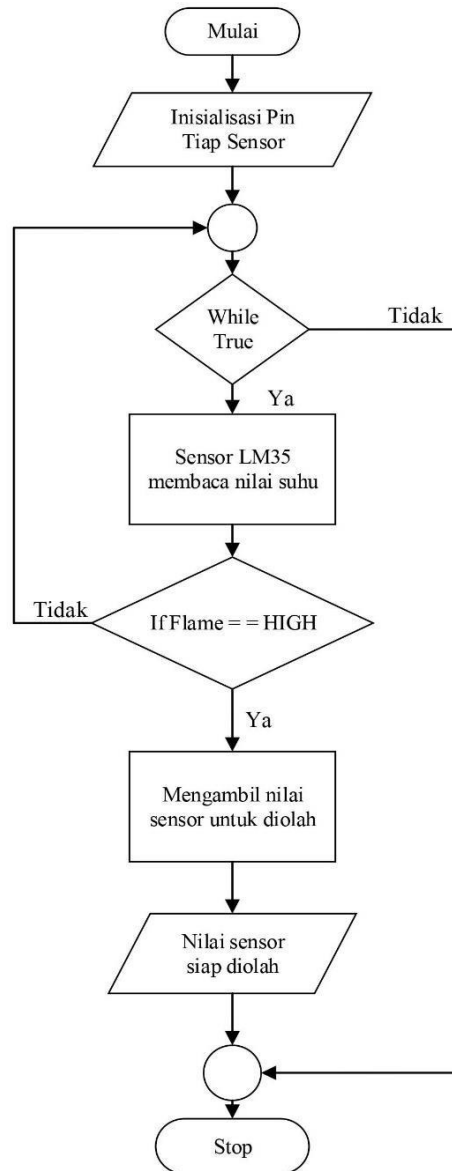 Mulai
Inisialisasi Pin
Tiap Sensor
While
True
Tidak
Ya
Sensor LM35
membaca nilai suhu
Tidak
If Flame = = HIGH
Ya
Mengambil nilai
sensor untuk diolah
Nilai sensor
siap diolah
Stop